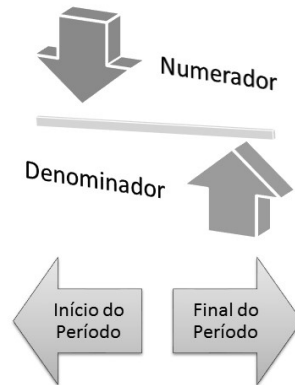 Numerador
Denominador
Início do
Período
Final do
Período